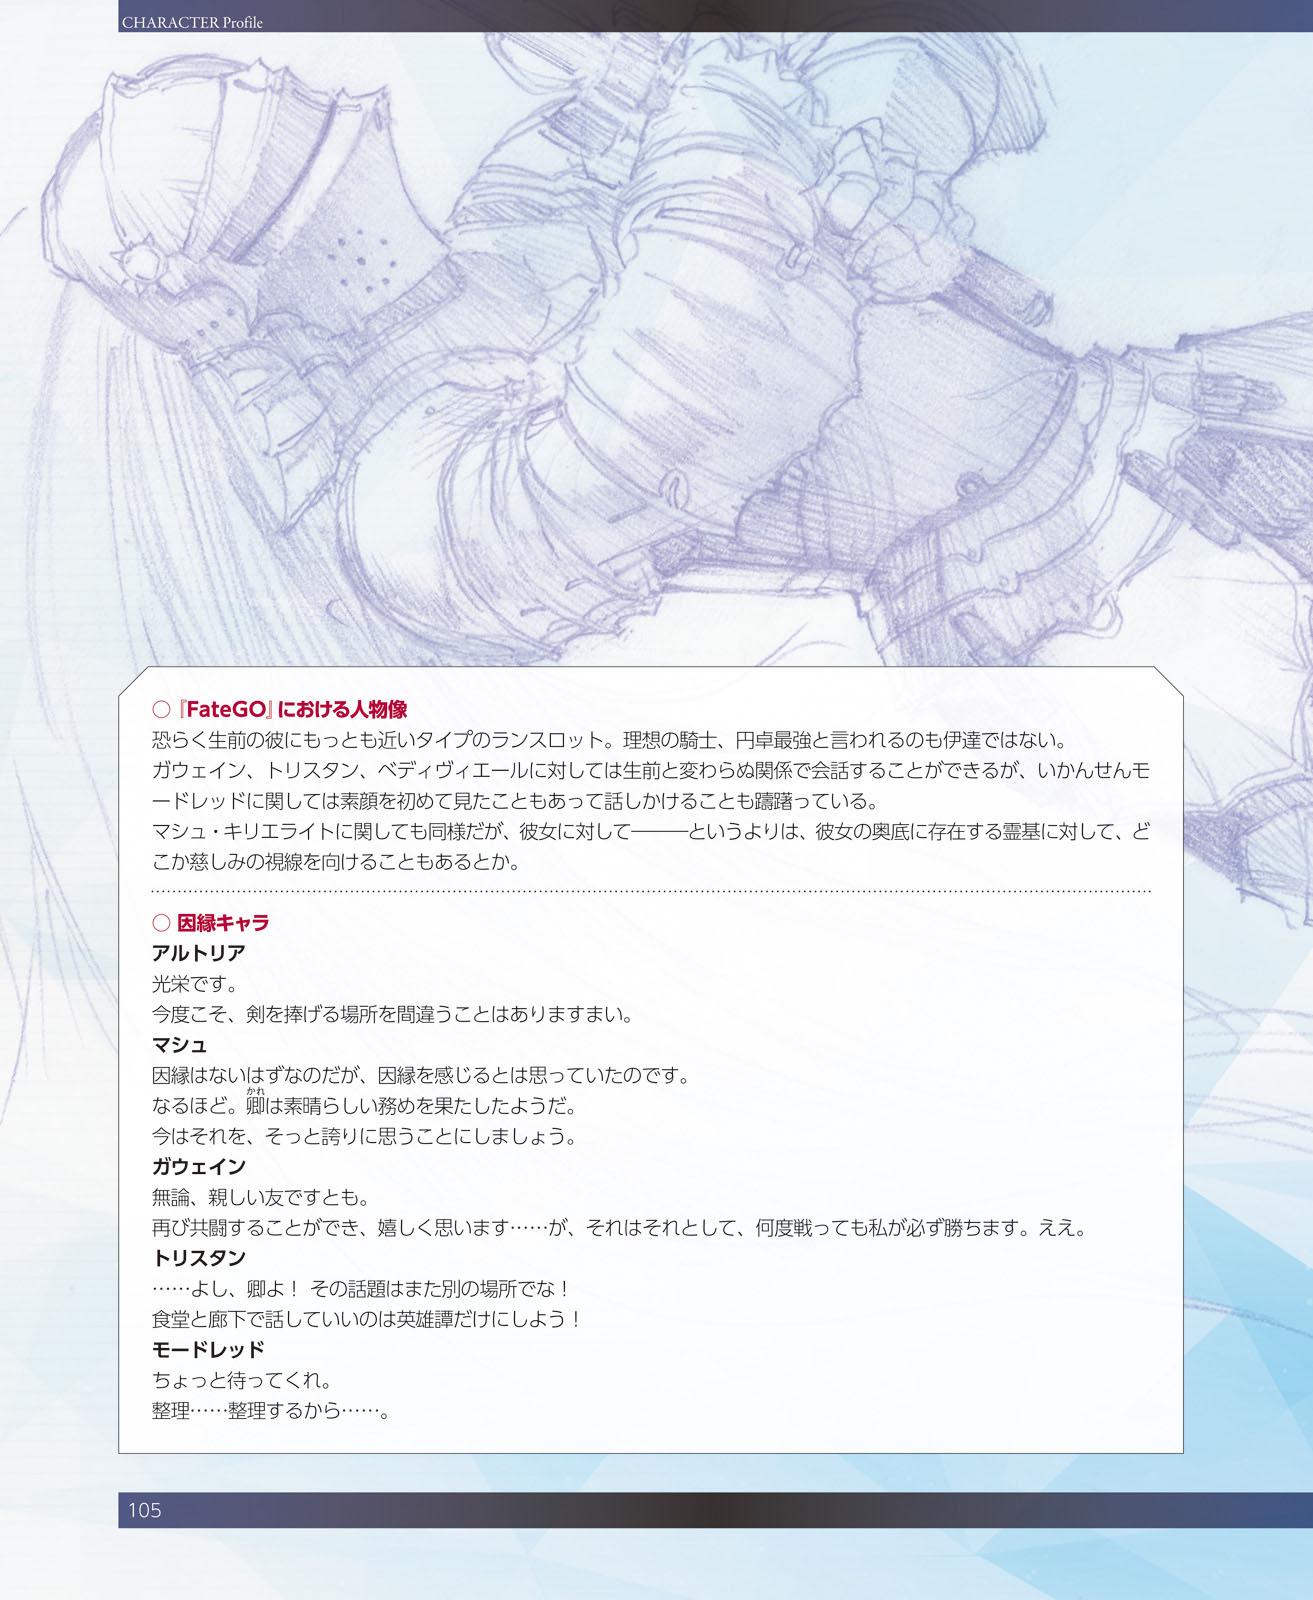 CHARACTER Profile
○『FateGO』における人物像
恐らく生前の彼にもっとも近いタイプのランスロット。理想の騎士、円卓最強と言われるのも伊達ではない。
ガウェイン、トリスタン、ベディヴィエールに対しては生前と変わらぬ関係で会話することができるが、いかんせんモ
ードレッドに関しては素顔を初めて見たこともあって話しかけることも躊躇っている。
マシュ・キリエライトに関しても同様だが、彼女に対して―――というよりは、彼女の奥底に存在する霊基に対して、ど
こか慈しみの視線を向けることもあるとか。
○ 因縁キャラ
アルトリア
光栄です。
今度こそ、剣を捧げる場所を間違うことはありますまい。
マシュ
因縁はないはずなのだが、因縁を感じるとは思っていたのです。
かれ
なるほど。卿は素晴らしい務めを果たしたようだ。
今はそれを、そっと誇りに思うことにしましょう。
ガウェイン
無論、親しい友ですとも。
再び共闘することができ、嬉しく思います……が、それはそれとして、何度戦っても私が必ず勝ちます。ええ。
トリスタン
……よし、卿よ！ その話題はまた別の場所でな！
食堂と廊下で話していいのは英雄譚だけにしよう！
モードレッド
ちょっと待ってくれ。
整理……整理するから……。
105